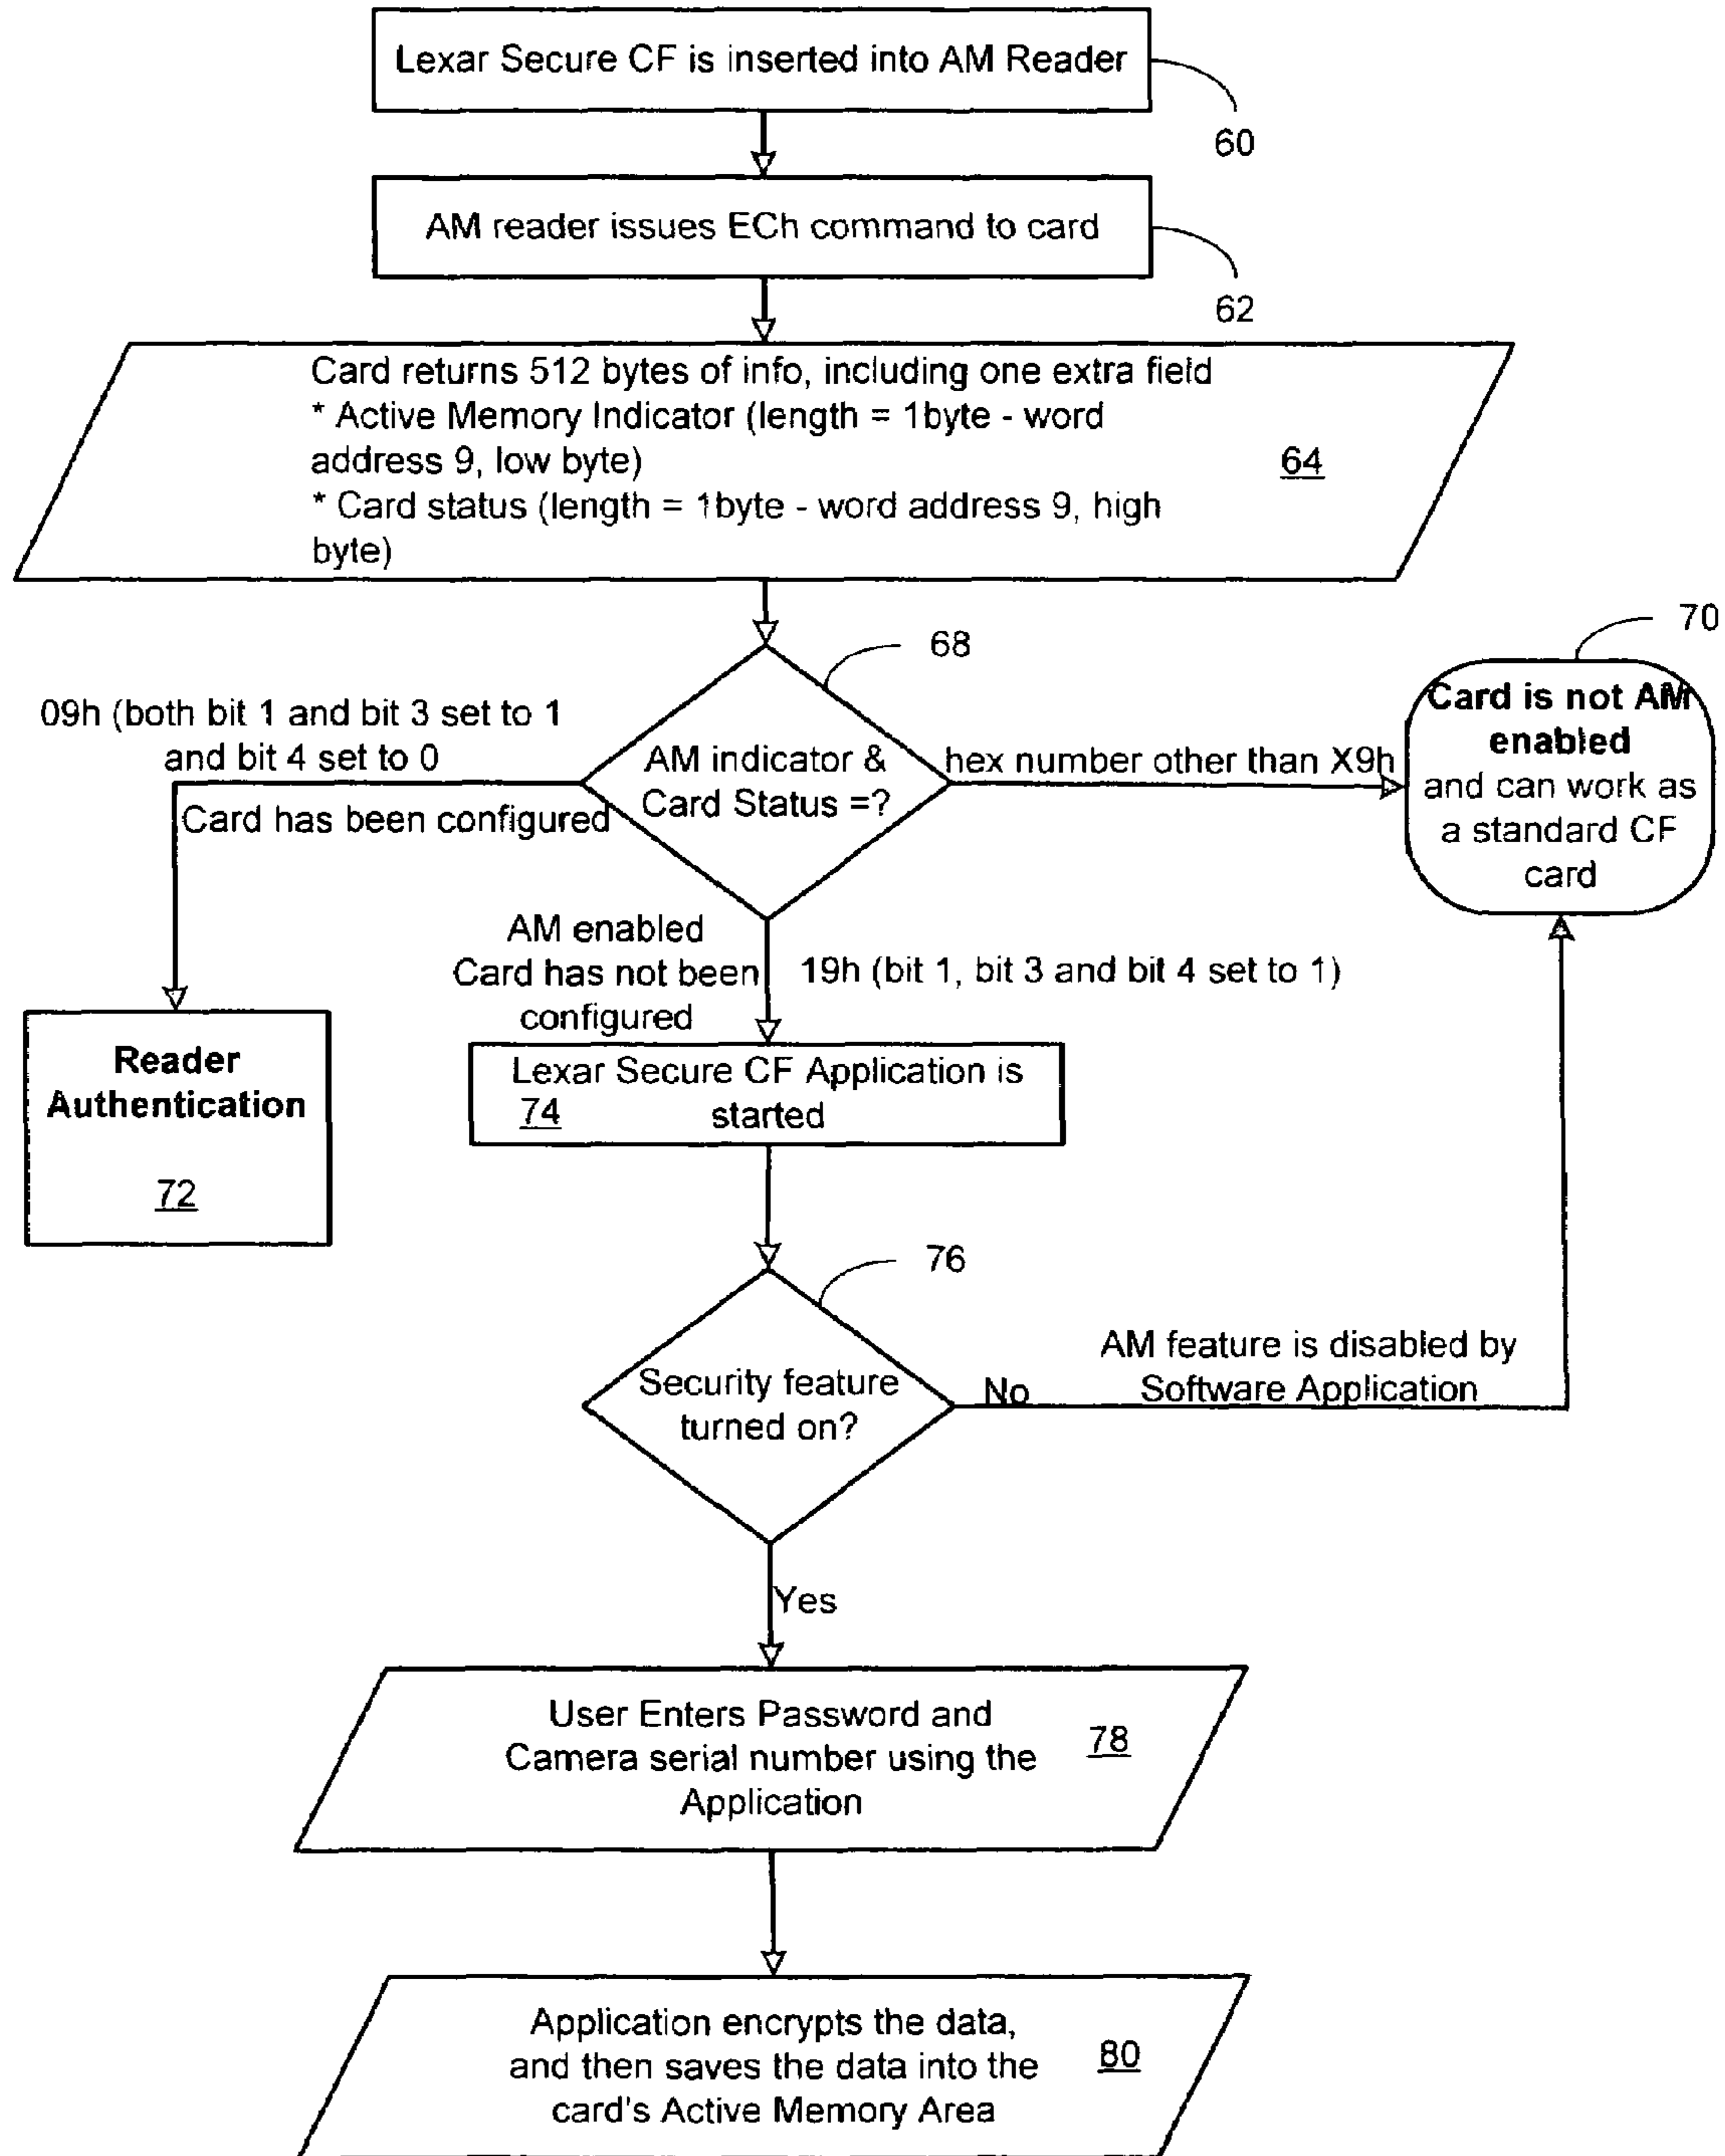 Lexar Secure CF is inserted into AM Reader
60
AM reader issues ECh command to card
62
Card returns 512 bytes of info, including one extra field
* Active Memory Indicator (length = 1byte - word
address 9, low byte)
64
* Card status (length = 1byte - word address 9, high
byte)
68
70
09h (both bit 1 and bit 3 set to 1
and bit 4 set to 0
Card has been configured
AM indicator &
Card Status =?
hex number other than X9h
Card is not AM
enabled
and can work as
a standard CF
card
AM enabled
Card has not been
configured
19h (bit 1, bit 3 and bit 4 set to 1)
Reader
Authentication
72
Lexar Secure CF Application is
74 started
76
Security feature
turned on?
No
AM feature is disabled by
Software Application
Yes
User Enters Password and
Camera serial number using the
Application
78
Application encrypts the data,
and then saves the data into the
card's Active Memory Area
80